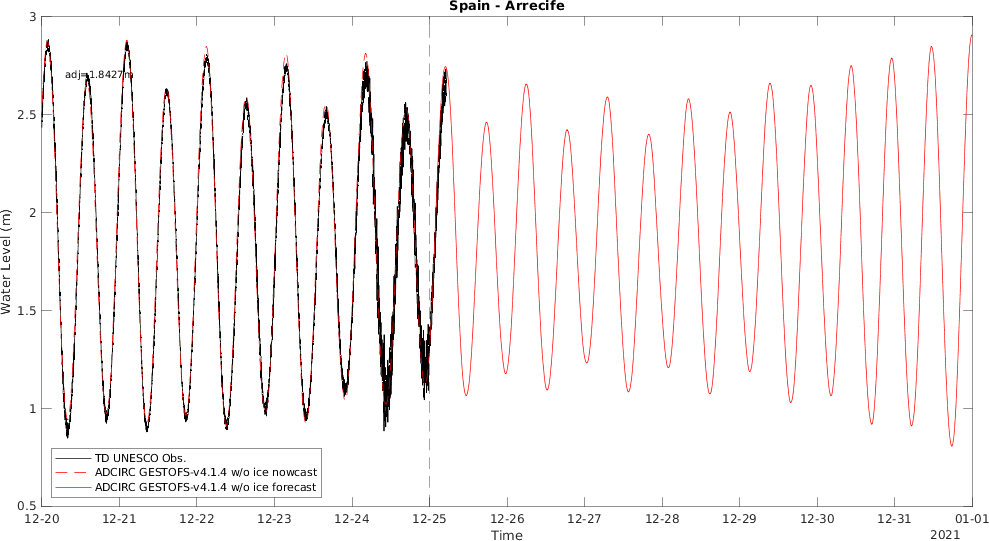 Spain - Arrecife
3
adj=1.8427m
2.5
2
Water Level (m)
1.5
1
TD UNESCO Obs.
ADCIRC GESTOFS-v4.1.4 w/o ice nowcast
ADCIRC GESTOFS-v4.1.4 w/o ice forecast
0.5
12-20 12-21 12-22 12-23 12-24 12-25 12-26 12-27 12-28 12-29 12-30 12-31 01-01
Time
2021